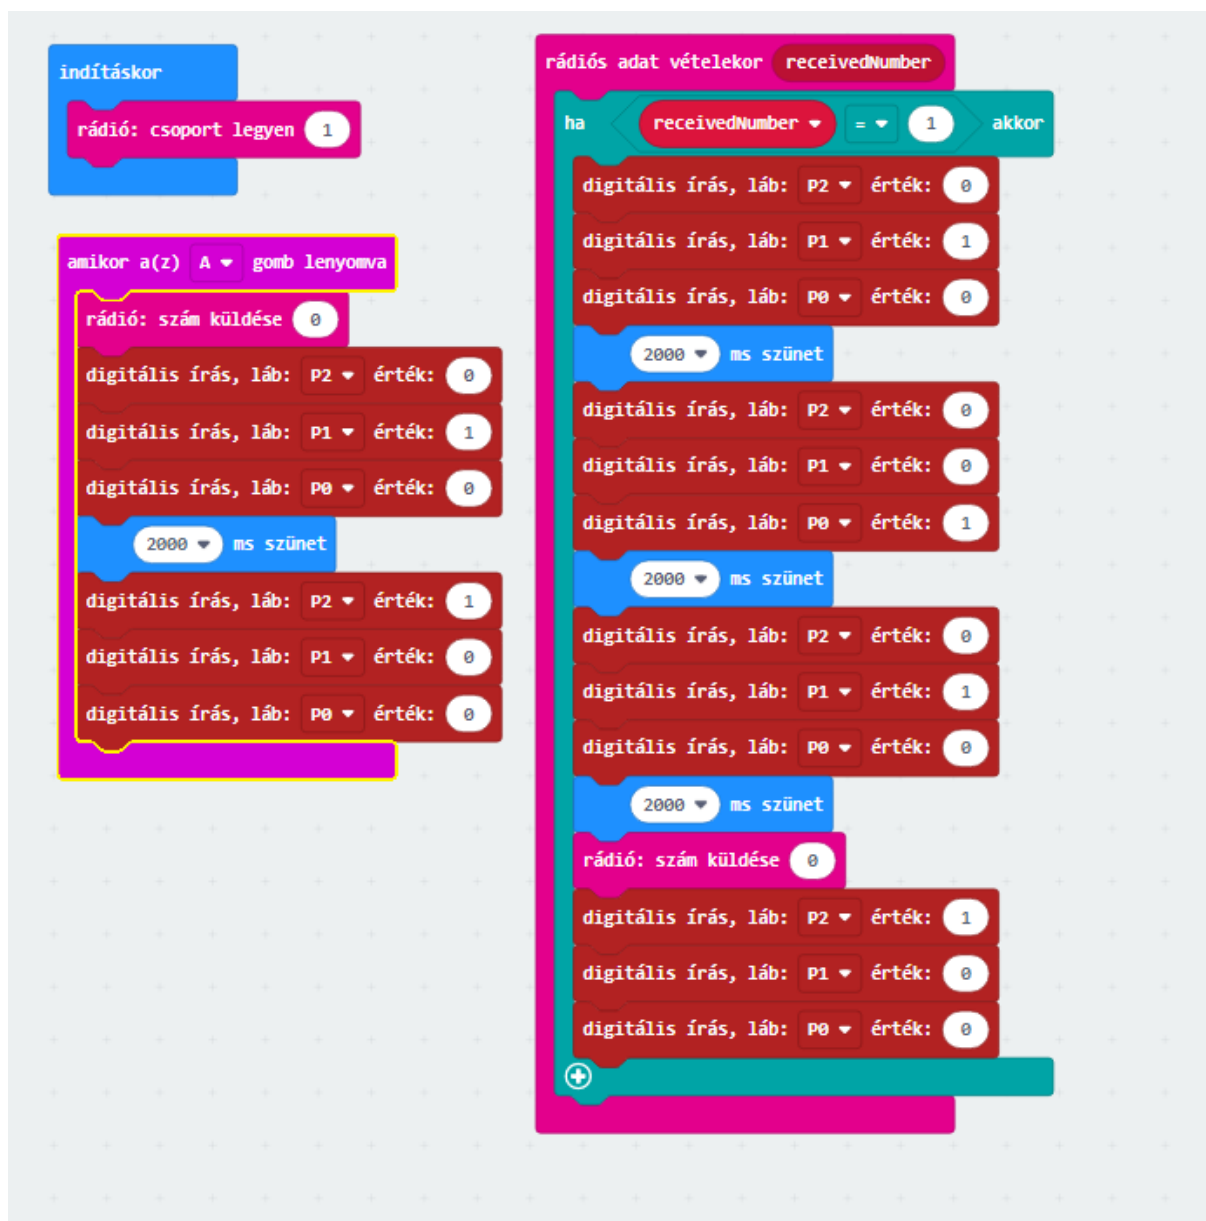 indításkor
rádió: csoport legyen 1
amikor a(z) A gomb lenyomva
rádió: szám küldése 0
digitális írás, láb: P2 érték: 0
digitális írás, láb: P1 érték: 1
digitális írás, láb: P0 érték: 0
2000 ms szünet
digitális írás, láb: P2 érték: 1
digitális írás, láb: P1 érték: 0
digitális írás, láb: P0 érték: 0
rádiós adat vételekor receivedNumber
ha receivedNumber = 1 akkor
digitális írás, láb: P2 érték: 0
digitális írás, láb: P1 érték: 1
digitális írás, láb: P0 érték: 0
2000 ms szünet
digitális írás, láb: P2 érték: 0
digitális írás, láb: P1 érték: 0
digitális írás, láb: P0 érték: 1
2000 ms szünet
digitális írás, láb: P2 érték: 0
digitális írás, láb: P1 érték: 1
digitális írás, láb: P0 érték: 0
2000 ms szünet
rádió: szám küldése 0
digitális írás, láb: P2 érték: 1
digitális írás, láb: P1 érték: 0
digitális írás, láb: P0 érték: 0